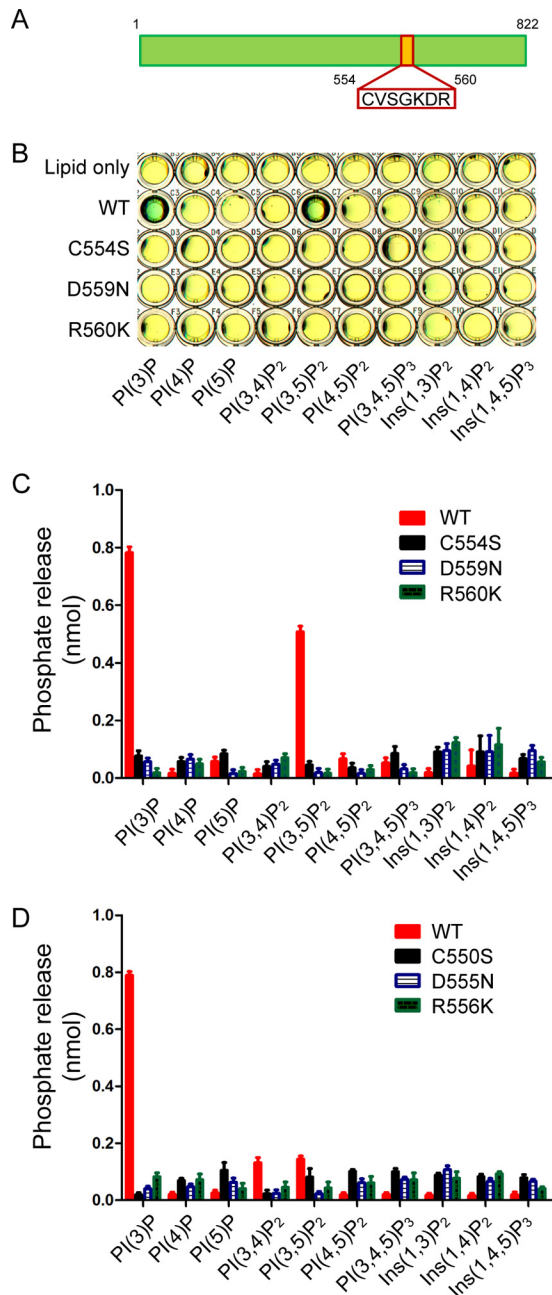 A
1 822
554 560
CVSGKDR
B
Lipid only
WT
C554S
D559N
R560K
PI(3)P PI(4)P PI(5)P PI(3,4)P2 PI(3,5)P2 PI(4,5)P2 PI(3,4,5)P3 Ins(1,3)P2 Ins(1,4)P2 Ins(1,4,5)P3
C
Phosphate release
(nmol)
1.0
0.8
0.6
0.4
0.2
0.0
WT
C554S
D559N
R560K
PI(3)P PI(4)P PI(5)P PI(3,4)P2 PI(3,5)P2 PI(4,5)P2 PI(3,4,5)P3 Ins(1,3)P2 Ins(1,4)P2 Ins(1,4,5)P3
D
Phosphate release
(nmol)
1.0
0.8
0.6
0.4
0.2
0.0
WT
C550S
D555N
R556K
PI(3)P PI(4)P PI(5)P PI(3,4)P2 PI(3,5)P2 PI(4,5)P2 PI(3,4,5)P3 Ins(1,3)P2 Ins(1,4)P2 Ins(1,4,5)P3